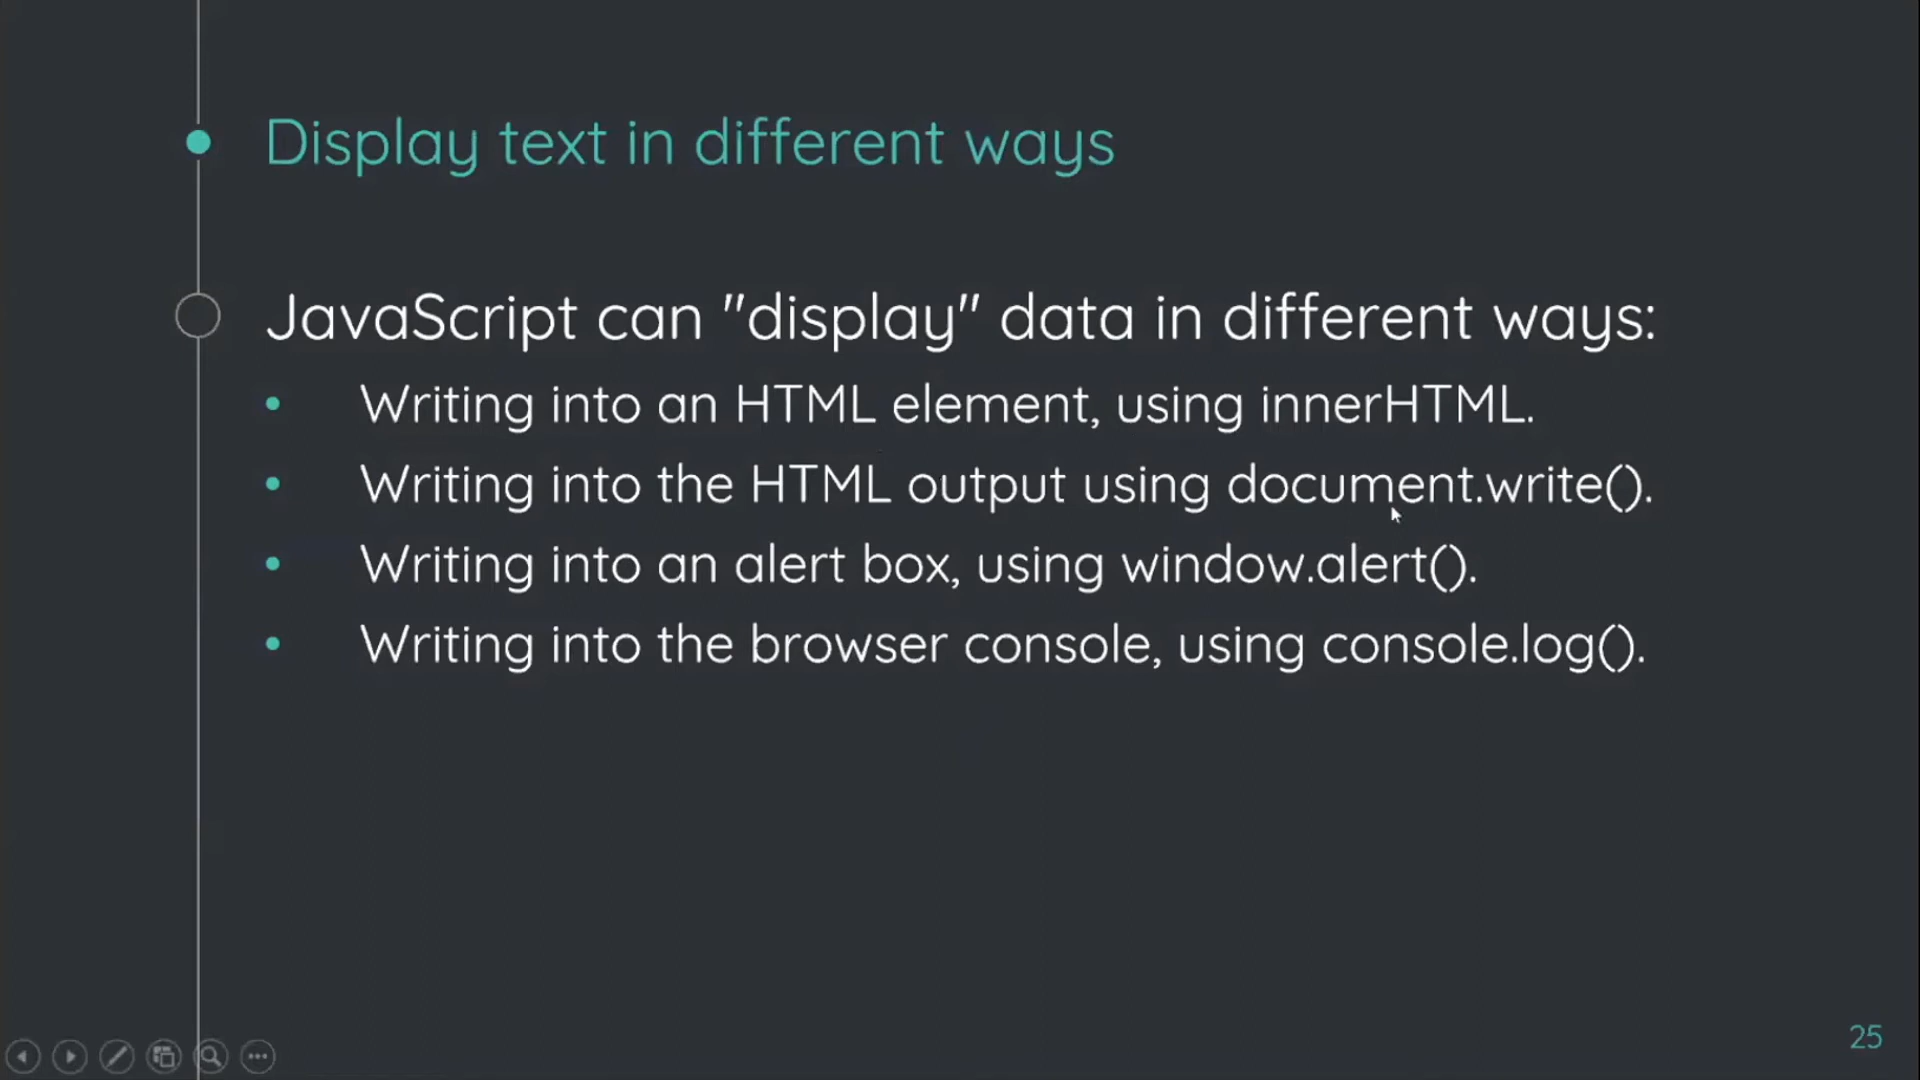 Display text in different ways
JavaScript can "display" data in different ways:
• Writing into an HTML element, using innerHTML.
• Writing into the HTML output using document.write().
• Writing into an alert box, using window.alert().
• Writing into the browser console, using console.log().
25